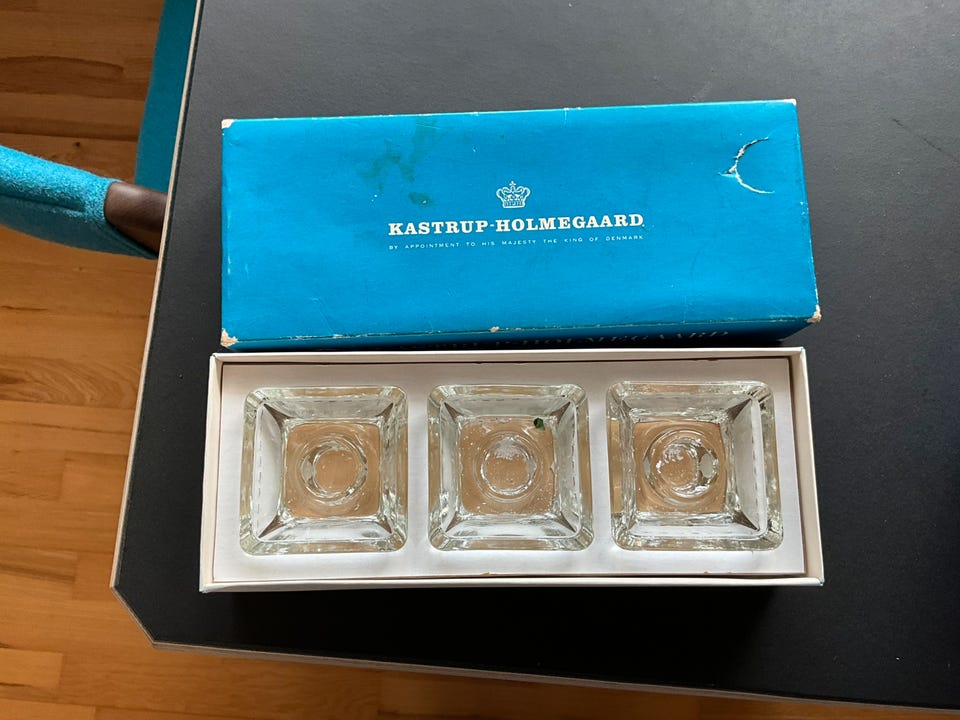 KASTRUP-HOLMEGAARD
BY APPOINTMENT TO HIS MAJESTY THE KING OF DENMARK